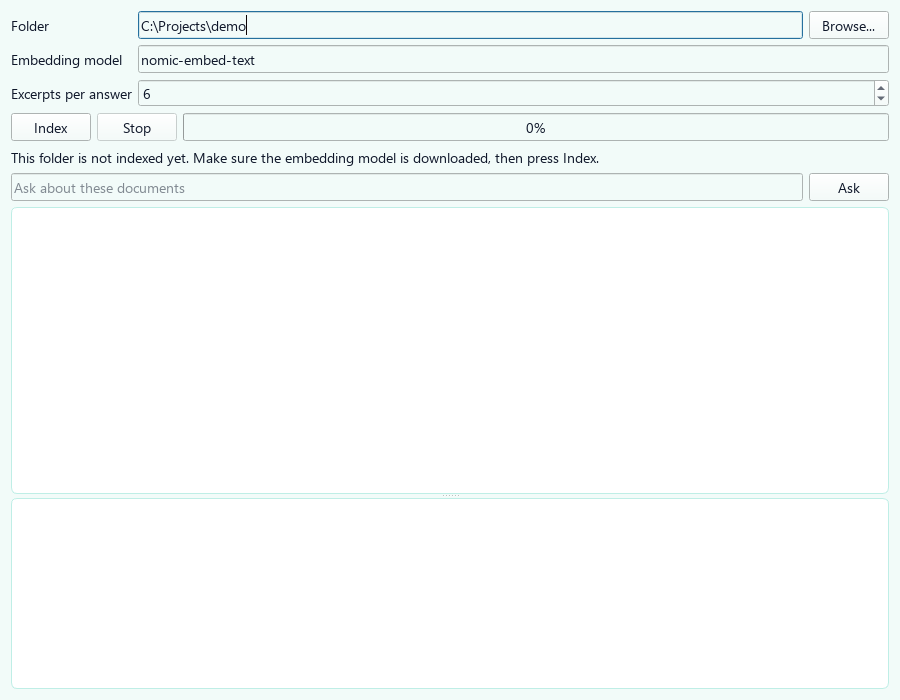 Folder C:\Projects\demo Browse...
Embedding model nomic-embed-text
Excerpts per answer 6
Index Stop 0%
This folder is not indexed yet. Make sure the embedding model is downloaded, then press Index.
Ask about these documents Ask